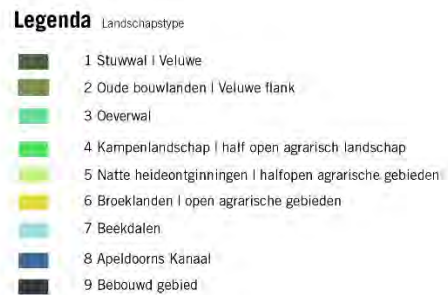 Legenda Landschapstype
1 Stuwwal | Veluwe
2 Oude bouwlanden | Veluwe flank
3 Oeverwal
4 Kampenlandschap | half open agrarisch landschap
5 Natte heideontginningen | halfopen agrarische gebieden
6 Broeklanden | open agrarische gebieden
7 Beekdalen
8 Apeldoorns Kanaal
9 Bebouwd gebied